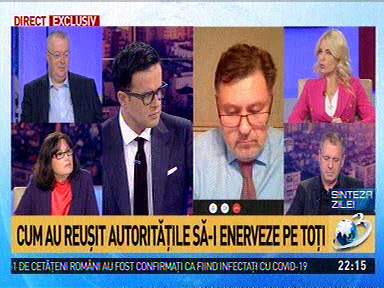 DIRECT EXCLUSIV
SINTEZA
ZILEI
CUM AU REUȘIT AUTORITĂȚILE SĂ-I ENERVEZE PE TOȚI
DE CETĂȚENI ROMÂNI AU FOST CONFIRMAȚI CA FIIND INFECTAȚI CU COVID-19
22:15